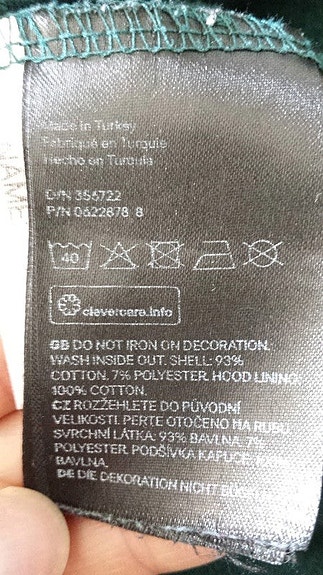 Made in Turkey
Fabriqué en Turquie
Hecho en Turquía
D/N 356722
P/N 0622878 8
40
clevercare.info
GB DO NOT IRON ON DECORATION.
WASH INSIDE OUT. SHELL: 93%
COTTON. 7% POLYESTER. HOOD LINING:
100% COTTON.
CZ ROZŽEHLETE DO PŮVODNÍ
VELIKOSTI. PERTE OTOČENO NA RUB.
SVRCHNÍ LÁTKA: 93% BAVLNA. 7%
POLYESTER. PODŠÍVKA KAPUCE:
BAVLNA.
DE DIE DEKORATION NICHT